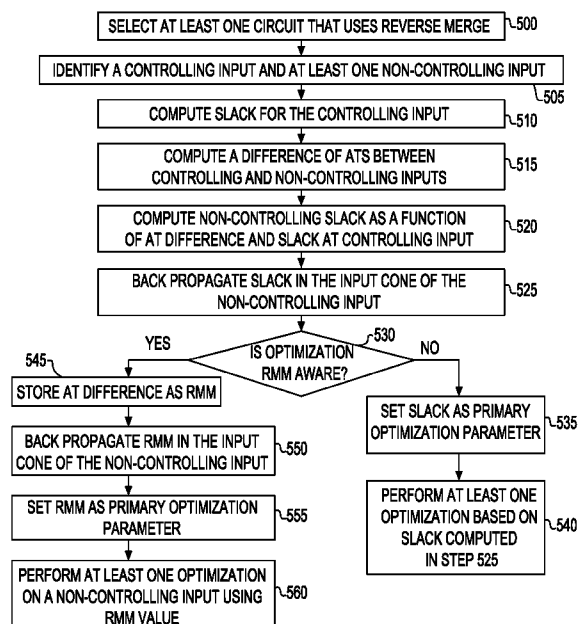 SELECT AT LEAST ONE CIRCUIT THAT USES REVERSE MERGE
500
IDENTIFY A CONTROLLING INPUT AND AT LEAST ONE NON-CONTROLLING INPUT
505
COMPUTE SLACK FOR THE CONTROLLING INPUT
510
COMPUTE A DIFFERENCE OF ATS BETWEEN
CONTROLLING AND NON-CONTROLLING INPUTS
515
COMPUTE NON-CONTROLLING SLACK AS A FUNCTION
OF AT DIFFERENCE AND SLACK AT CONTROLLING INPUT
520
BACK PROPAGATE SLACK IN THE INPUT CONE OF THE
NON-CONTROLLING INPUT
525
530
IS OPTIMIZATION
RMM AWARE?
YES
NO
545
STORE AT DIFFERENCE AS RMM
BACK PROPAGATE RMM IN THE INPUT
CONE OF THE NON-CONTROLLING INPUT
550
SET RMM AS PRIMARY OPTIMIZATION
PARAMETER
555
PERFORM AT LEAST ONE OPTIMIZATION
ON A NON-CONTROLLING INPUT USING
RMM VALUE
560
SET SLACK AS PRIMARY
OPTIMIZATION PARAMETER
535
PERFORM AT LEAST ONE
OPTIMIZATION BASED ON
SLACK COMPUTED
IN STEP 525
540